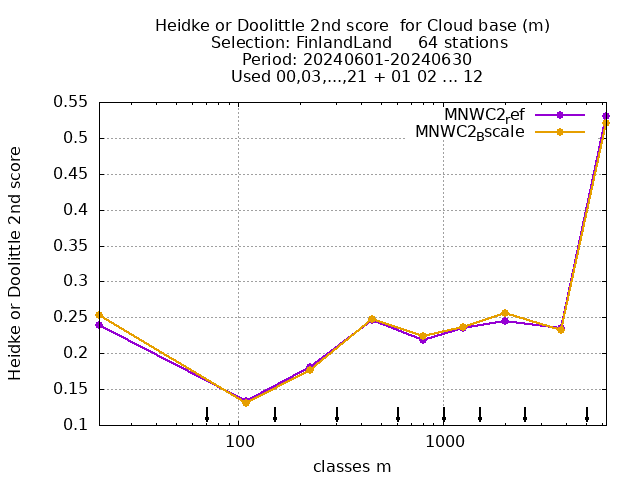 Heidke or Doolittle 2nd score  for Cloud base (m)
Selection: FinlandLand     64 stations
Period: 20240601-20240630
Used 00,03,...,21 + 01 02 ... 12
MNWC2ref
MNWC2Bscale
0.55
0.5
0.45
0.4
0.35
0.3
0.25
0.2
0.15
0.1
Heidke or Doolittle 2nd score
100
1000
classes m